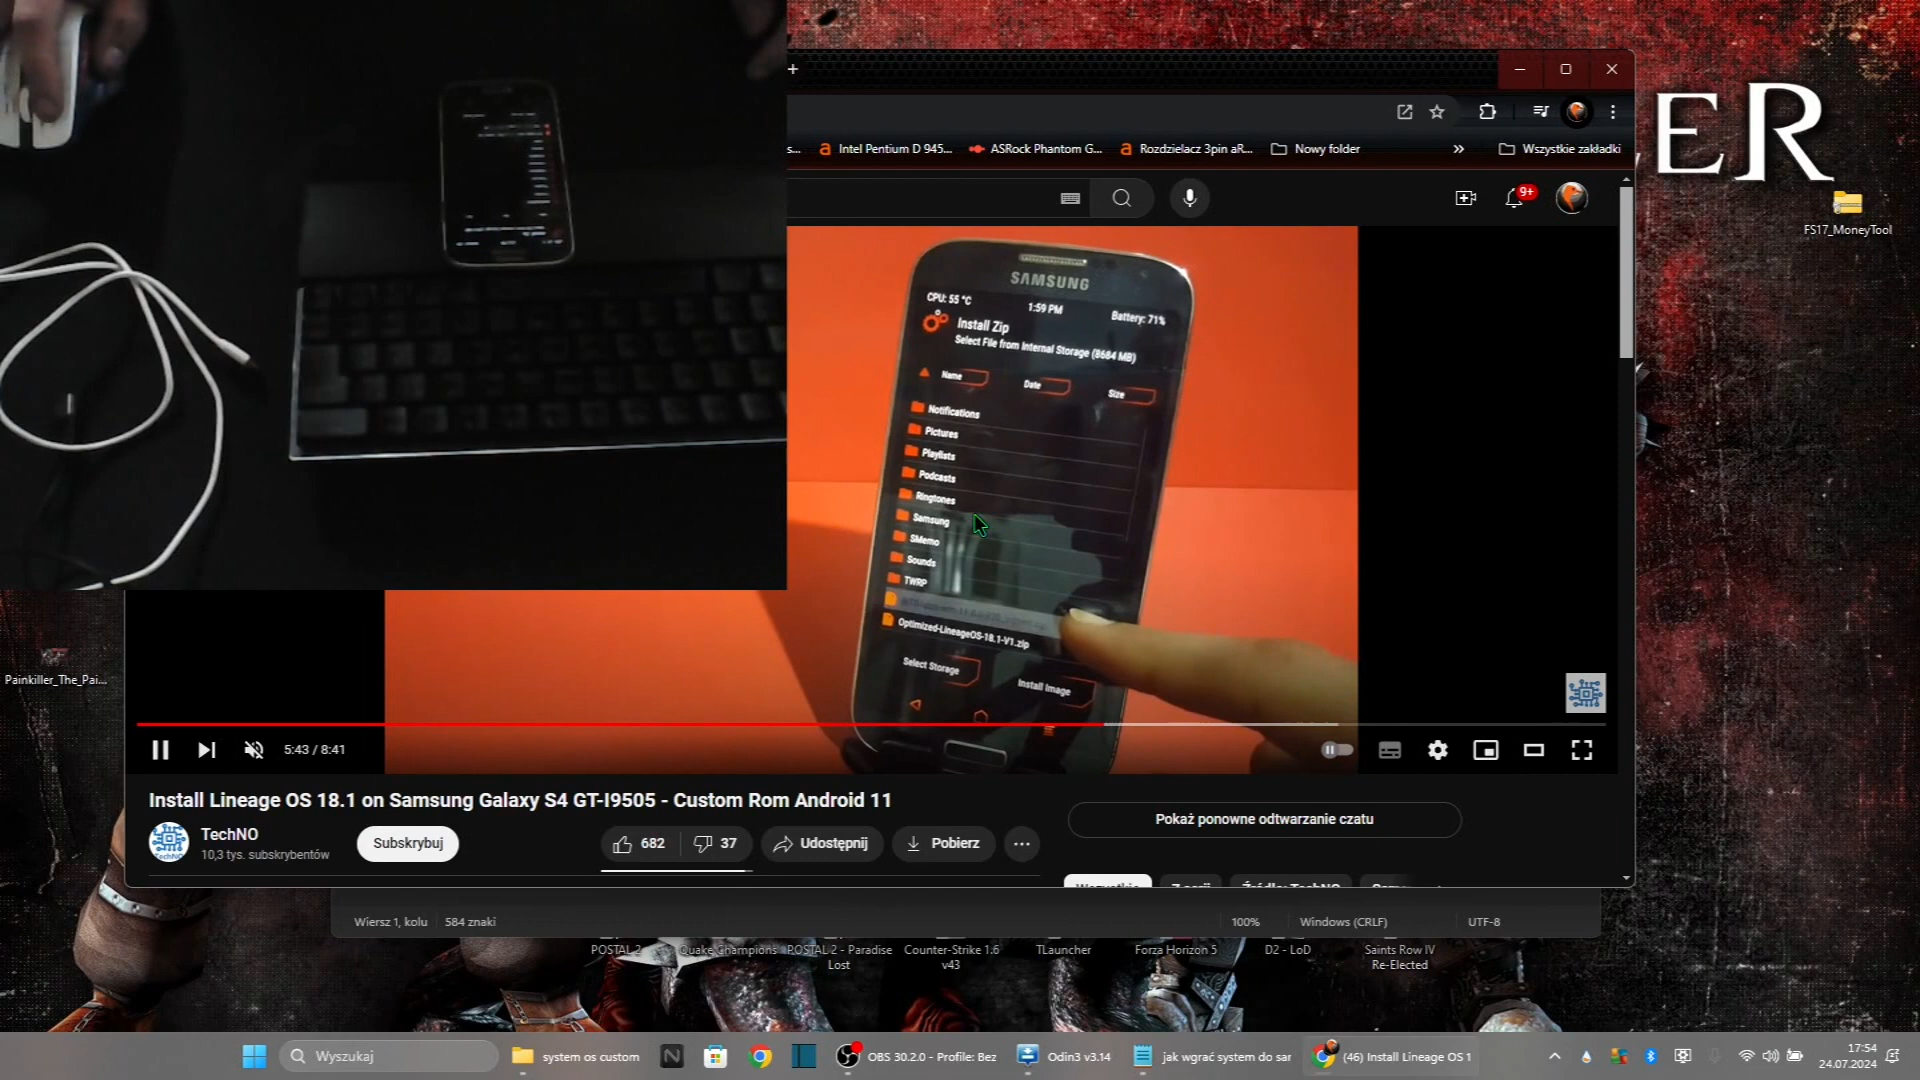 ER
s...
Intel Pentium D 945...
ASRock Phantom G...
Rozdzielacz 3pin aR...
Nowy folder
»
Wszystkie zakładki
9+
FS17_MoneyTool
SAMSUNG
CPU: 55 °C
1:59 PM
Battery: 71%
Install Zip
Select File from Internal Storage (8684 MB)
Name
Date
Size
Notifications
Pictures
Playlists
Podcasts
Ringtones
Samsung
SMemo
Sounds
TWRP
Optimized-LineageOS-18.1-V1.zip
Select Storage
Install Image
Painkiller_The_Pai...
5:43 / 8:41
Install Lineage OS 18.1 on Samsung Galaxy S4 GT-I9505 - Custom Rom Android 11
TechNO
10,3 tys. subskrybentów
Subskrybuj
682
37
Udostępnij
Pobierz
Pokaż ponowne odtwarzanie czatu
Wszystkie
Z serii
Źródło: TechNO
Wiersz 1, kolu
584 znaki
100%
Windows (CRLF)
UTF-8
POSTAL 2
Quake Champions
POSTAL 2 - Paradise Lost
Counter-Strike 1.6 v43
TLauncher
Forza Horizon 5
D2 - LoD
Saints Row IV Re-Elected
Wyszukaj
system os custom
OBS 30.2.0 - Profile: Bez
Odin3 v3.14
jak wgrać system do sar
(46) Install Lineage OS 1
17:54
24.07.2024